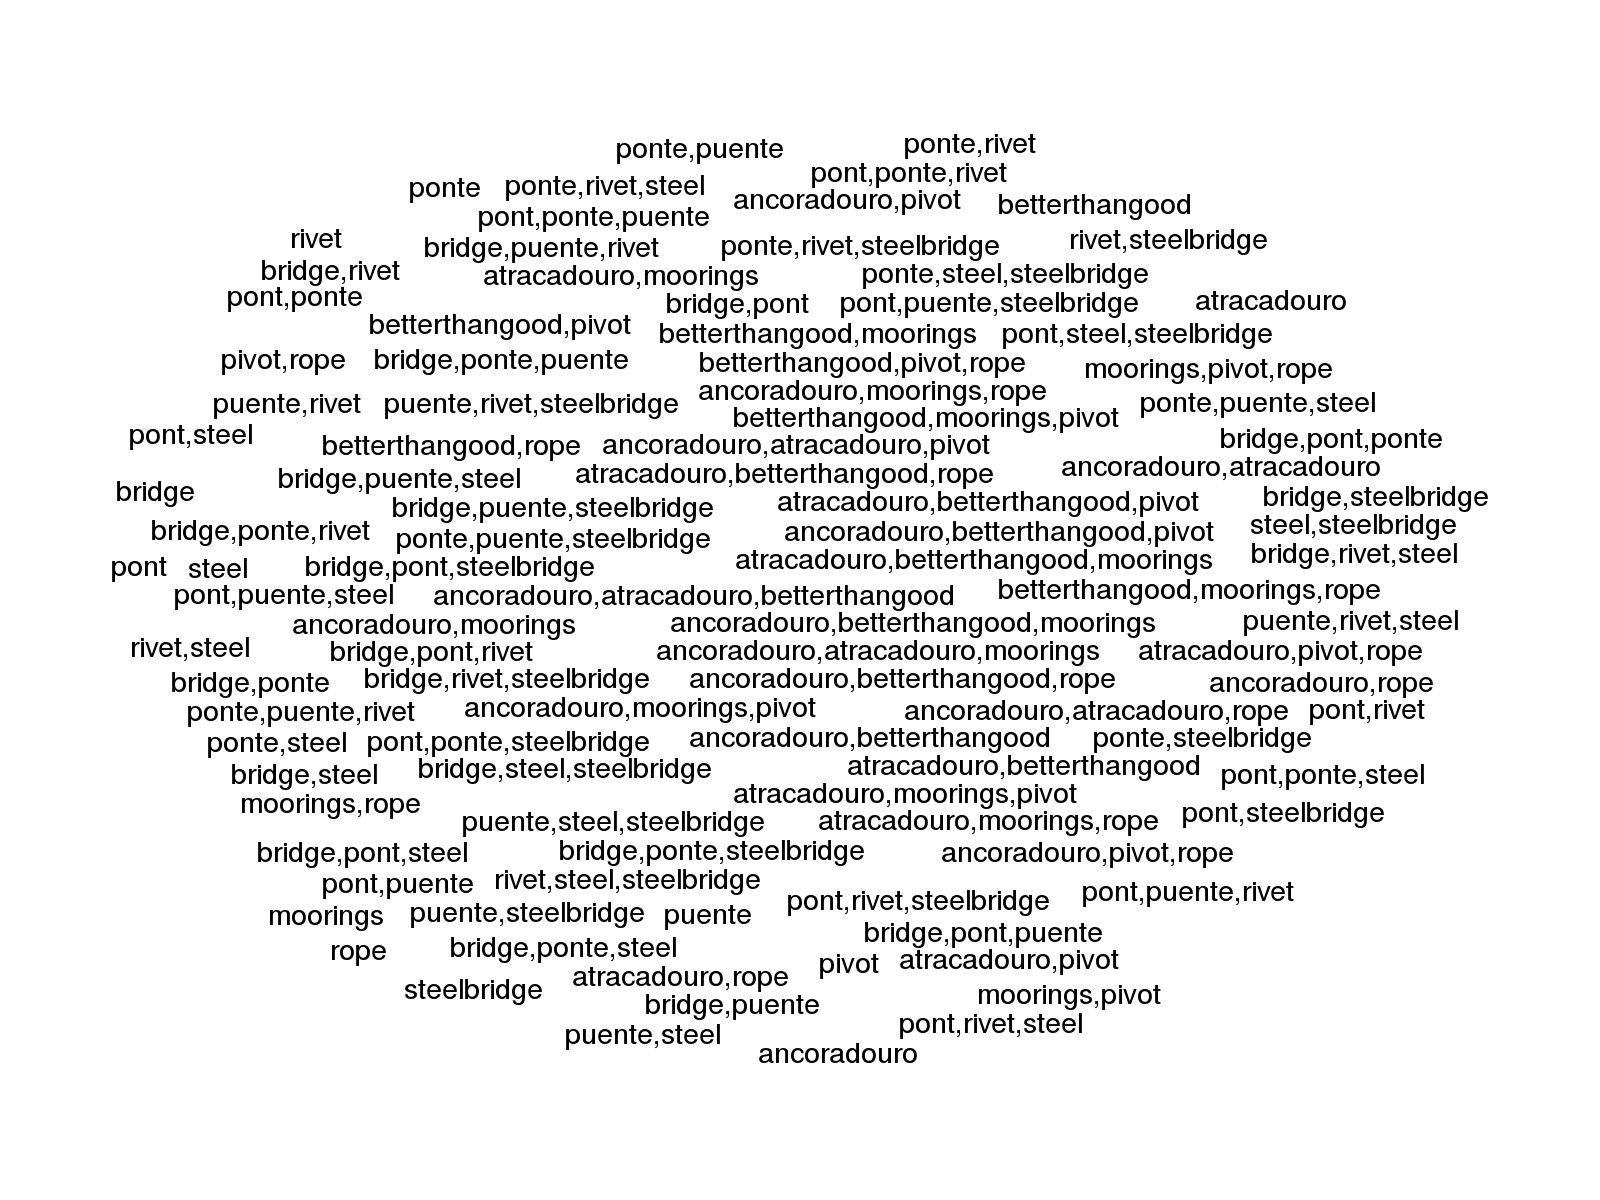 ponte,puente
ponte,rivet
pont,ponte,rivet
ponte
ponte,rivet,steel
ancoradouro,pivot
betterthangood
pont,ponte,puente
rivet
bridge,puente,rivet
ponte,rivet,steelbridge
rivet,steelbridge
bridge,rivet
atracadouro,moorings
ponte,steel,steelbridge
pont,ponte
bridge,pont
pont,puente,steelbridge
atracadouro
betterthangood,pivot
betterthangood,moorings
pont,steel,steelbridge
pivot,rope
bridge,ponte,puente
betterthangood,pivot,rope
moorings,pivot,rope
ancoradouro,moorings,rope
puente,rivet
puente,rivet,steelbridge
betterthangood,moorings,pivot
ponte,puente,steel
pont,steel
betterthangood,rope
ancoradouro,atracadouro,pivot
bridge,pont,ponte
bridge,puente,steel
atracadouro,betterthangood,rope
ancoradouro,atracadouro
bridge
bridge,puente,steelbridge
atracadouro,betterthangood,pivot
bridge,steelbridge
bridge,ponte,rivet
ponte,puente,steelbridge
ancoradouro,betterthangood,pivot
steel,steelbridge
pont
steel
bridge,pont,steelbridge
atracadouro,betterthangood,moorings
bridge,rivet,steel
pont,puente,steel
ancoradouro,atracadouro,betterthangood
betterthangood,moorings,rope
ancoradouro,moorings
ancoradouro,betterthangood,moorings
puente,rivet,steel
rivet,steel
bridge,pont,rivet
ancoradouro,atracadouro,moorings
atracadouro,pivot,rope
bridge,ponte
bridge,rivet,steelbridge
ancoradouro,betterthangood,rope
ancoradouro,rope
ponte,puente,rivet
ancoradouro,moorings,pivot
ancoradouro,atracadouro,rope
pont,rivet
ponte,steel
pont,ponte,steelbridge
ancoradouro,betterthangood
ponte,steelbridge
bridge,steel
bridge,steel,steelbridge
atracadouro,betterthangood
pont,ponte,steel
moorings,rope
atracadouro,moorings,pivot
puente,steel,steelbridge
atracadouro,moorings,rope
pont,steelbridge
bridge,pont,steel
bridge,ponte,steelbridge
ancoradouro,pivot,rope
pont,puente
rivet,steel,steelbridge
pont,rivet,steelbridge
pont,puente,rivet
moorings
puente,steelbridge
puente
bridge,pont,puente
rope
bridge,ponte,steel
pivot
atracadouro,pivot
steelbridge
atracadouro,rope
moorings,pivot
bridge,puente
puente,steel
pont,rivet,steel
ancoradouro